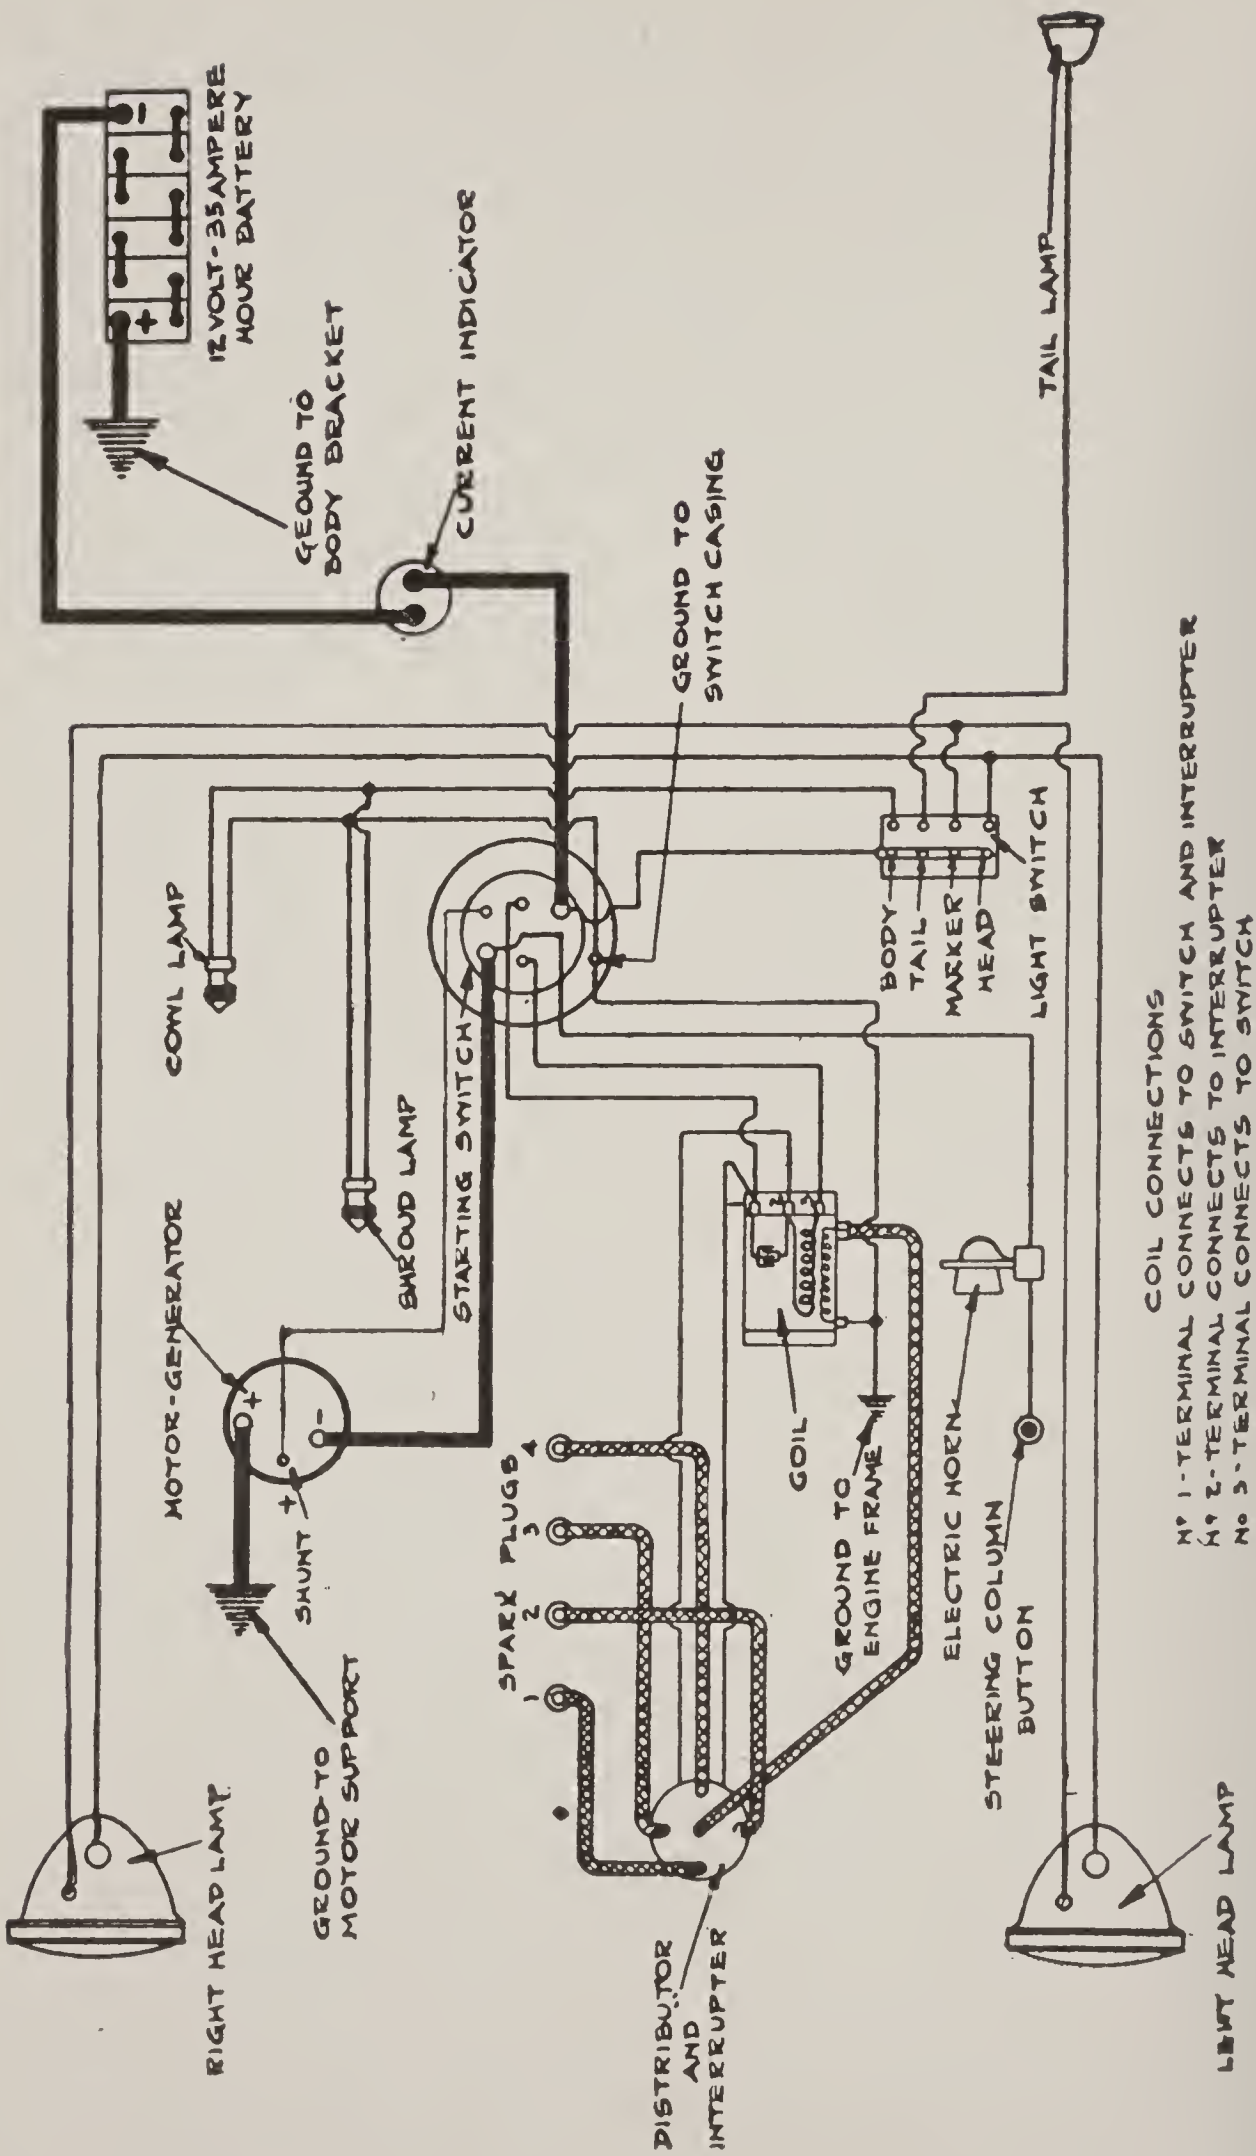 RIGHT HEAD LAMP
GROUND TO
MOTOR SUPPORT
MOTOR-GENERATOR
+
-
+
SHUNT
COWL LAMP
SHROUD LAMP
STARTING SWITCH
+
-
12 VOLT-35 AMPERE
HOUR BATTERY
GEOUND TO
BODY BRACKET
CURRENT INDICATOR
GROUND TO
SWITCH CASING
SPARK PLUGS
1
2
3
4
DISTRIBUTOR
AND
INTERRUPTER
COIL
2
3
GROUND TO
ENGINE FRAME
ELECTRIC HORN
STEERING COLUMN
BUTTON
BODY
TAIL
MARKER
HEAD
LIGHT SWITCH
TAIL LAMP
LEFT HEAD LAMP
COIL CONNECTIONS
Nº 1-TERMINAL CONNECTS TO SWITCH AND INTERRUPTER
Nº 2-TERMINAL CONNECTS TO INTERRUPTER
No 3-TERMINAL CONNECTS TO SWITCH